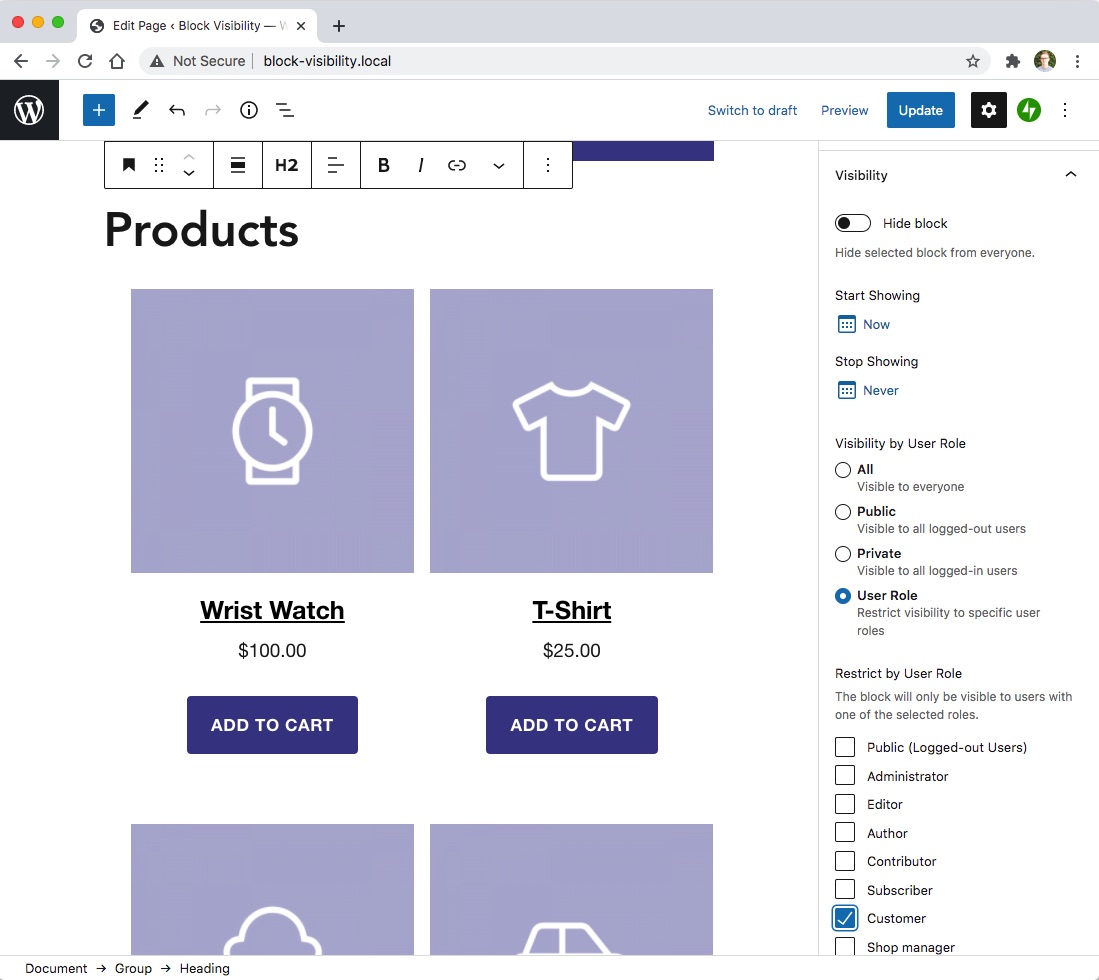 Edit Page ‹ Block Visibility —
Not Secure
block-visibility.local
Switch to draft
Preview
Update
H2
B
I
Products
Wrist Watch
$100.00
ADD TO CART
T-Shirt
$25.00
ADD TO CART
Visibility
Hide block
Hide selected block from everyone.
Start Showing
Now
Stop Showing
Never
Visibility by User Role
All
Visible to everyone
Public
Visible to all logged-out users
Private
Visible to all logged-in users
User Role
Restrict visibility to specific user
roles
Restrict by User Role
The block will only be visible to users with
one of the selected roles.
Public (Logged-out Users)
Administrator
Editor
Author
Contributor
Subscriber
Customer
Shop manager
Document → Group → Heading